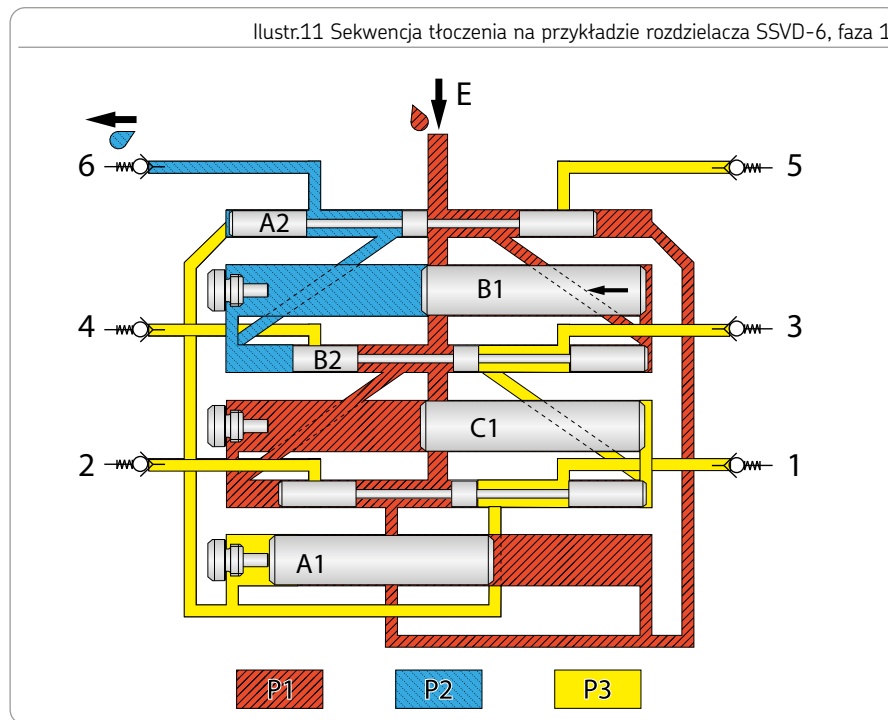 Ilustr.11 Sekwencja tłoczenia na przykładzie rozdzielacza SSVD-6, faza 1
E
6
5
A2
B1
4
3
B2
C1
2
1
A1
P1 P2 P3